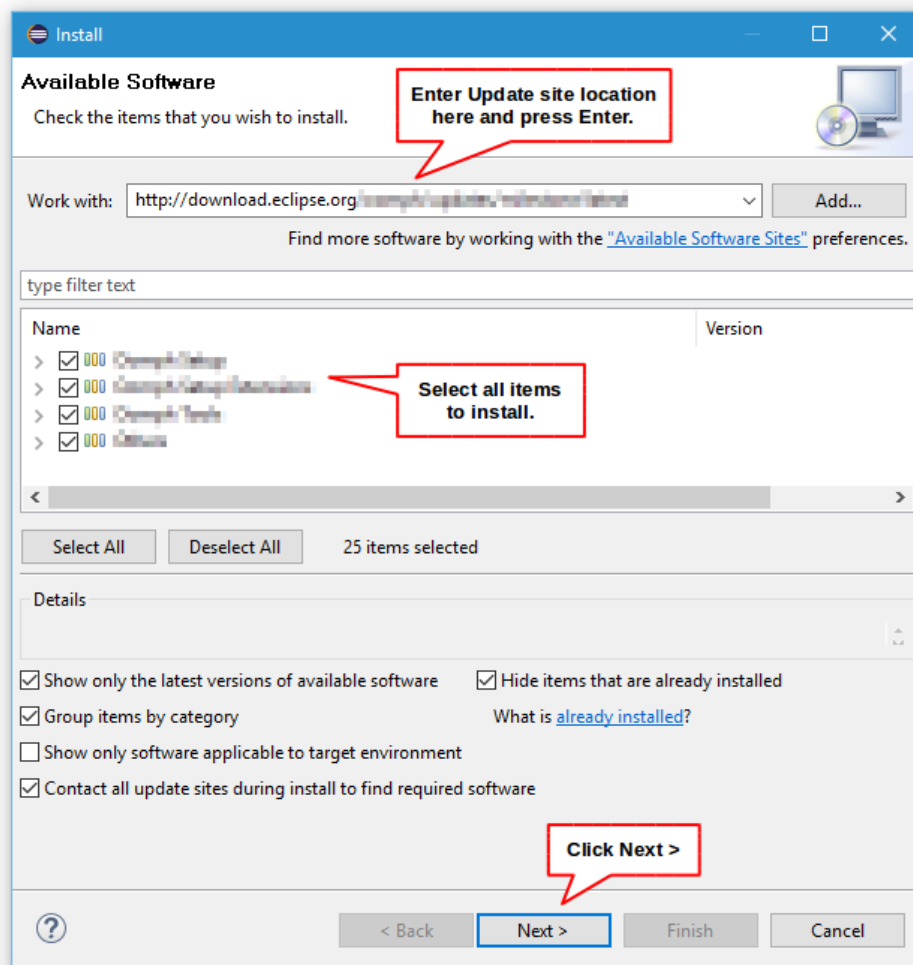 Install
Available Software
Check the items that you wish to install.
Enter Update site location
here and press Enter.
Work with: http://download.eclipse.org Add...
Find more software by working with the "Available Software Sites" preferences.
type filter text
Name Version
Select all items
to install.
Select All Deselect All 25 items selected
Details
Show only the latest versions of available software Hide items that are already installed
Group items by category What is already installed?
Show only software applicable to target environment
Contact all update sites during install to find required software
Click Next >
? < Back Next > Finish Cancel